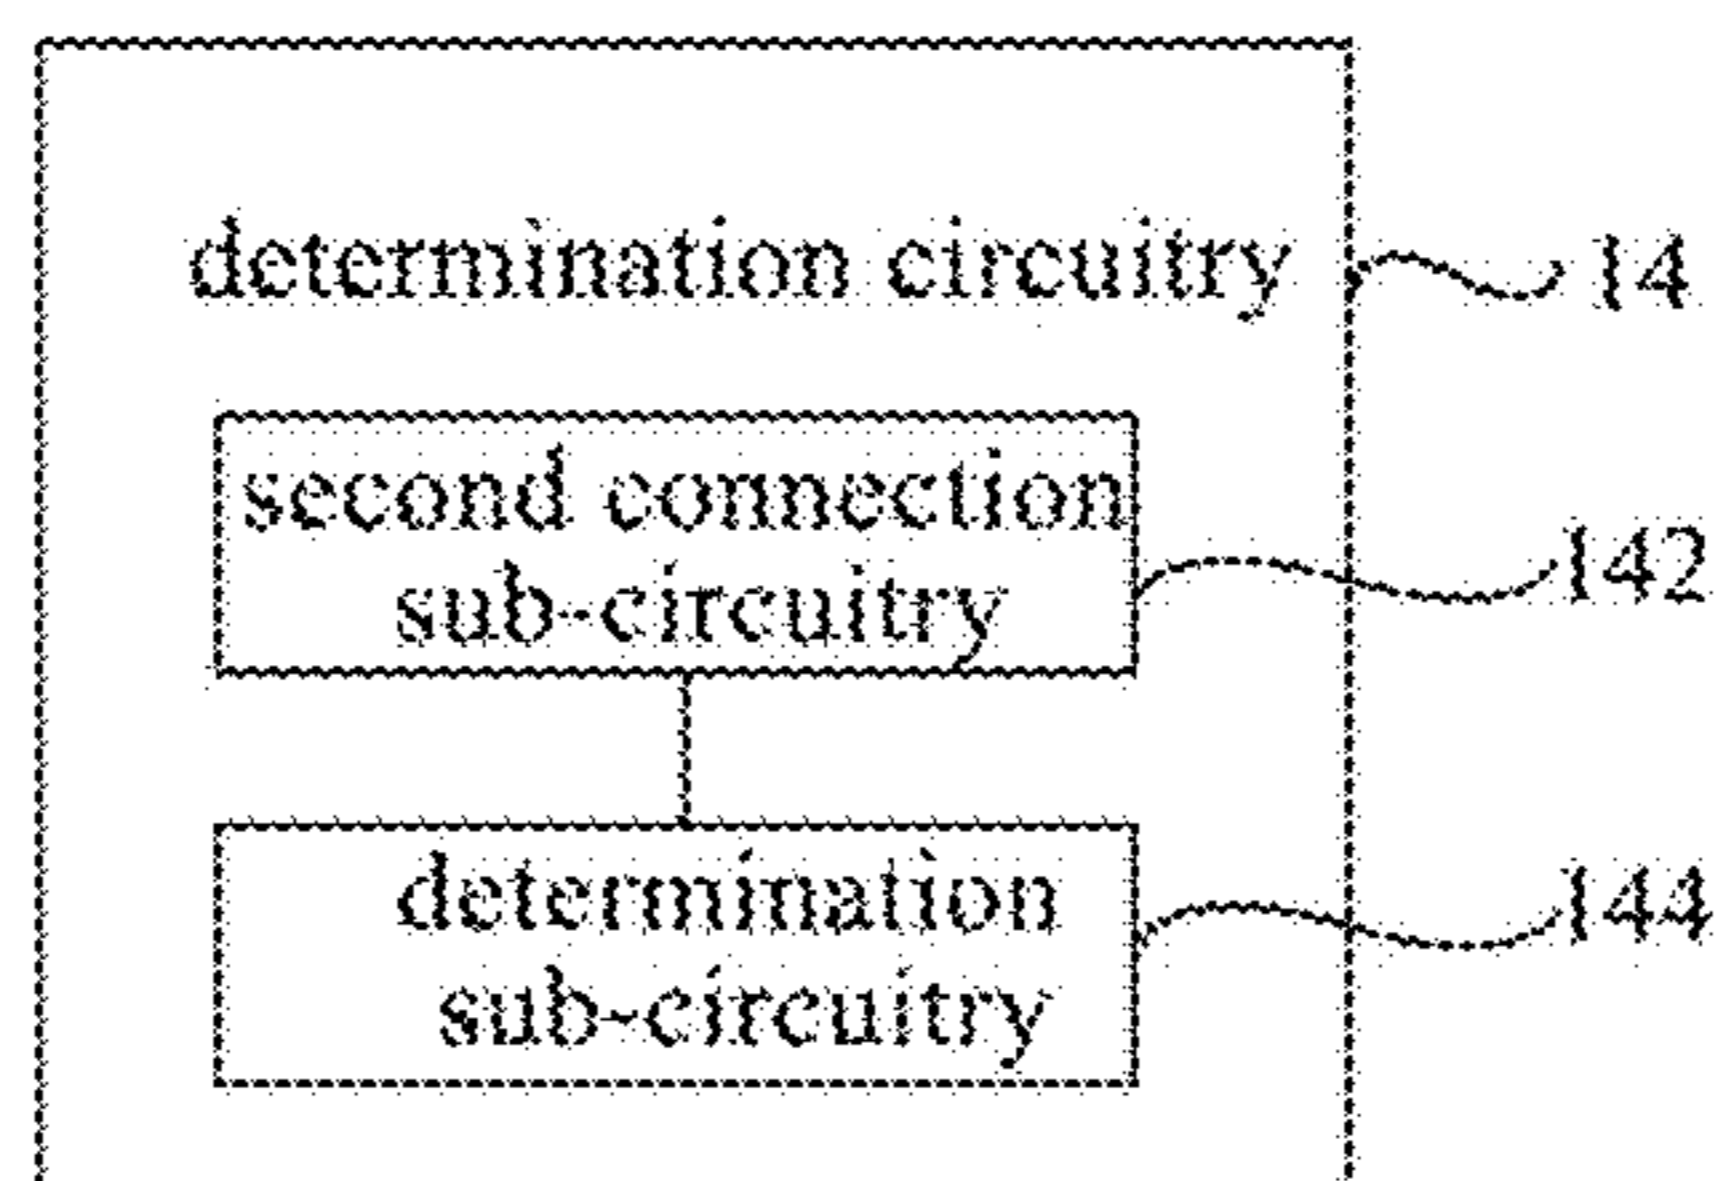 determination circuitry 14
second connection
sub-circuitry
142
determination
sub-circuitry
144